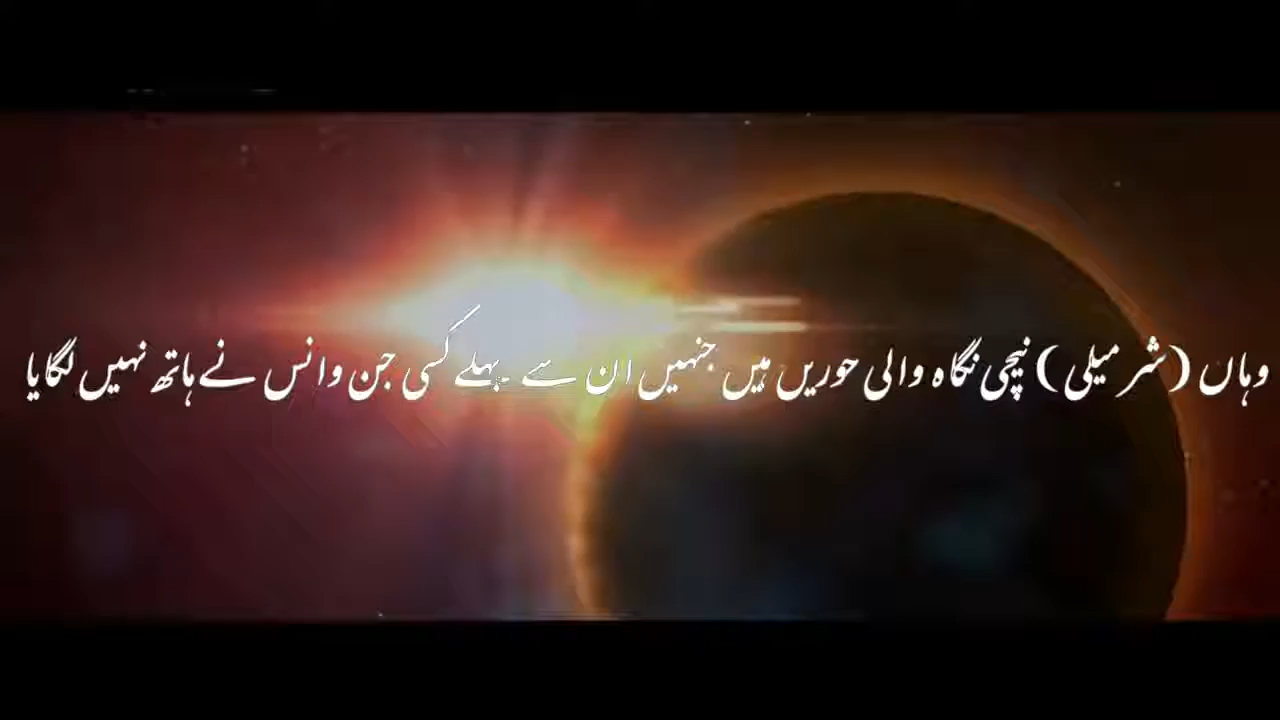 وہاں (شرمیلی) نیچی نگاہ والی حوریں ہیں جنہیں ان سے پہلے کسی جن وانس نے ہاتھ نہیں لگایا